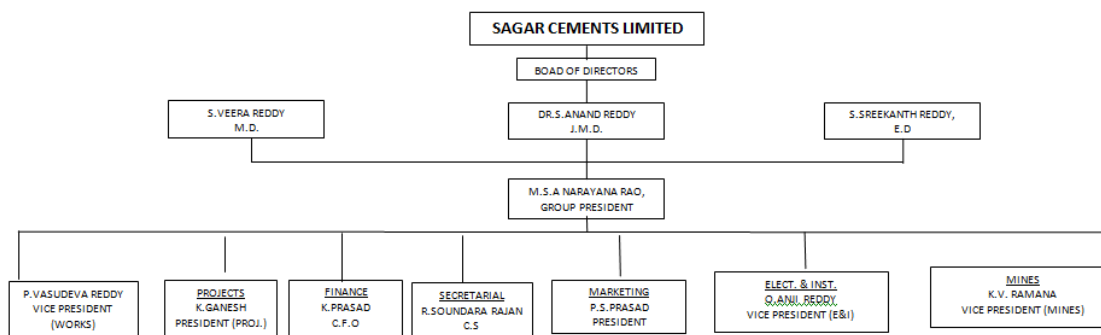 SAGAR CEMENTS LIMITED
BOAD OF DIRECTORS
S.VEERA REDDY
M.D.
DR.S.ANAND REDDY
J.M.D.
S.SREEKANTH REDDY,
E.D
M.S.A NARAYANA RAO,
GROUP PRESIDENT
P.VASUDEVA REDDY
VICE PRESIDENT
(WORKS)
PROJECTS
K.GANESH
PRESIDENT (PROJ.)
FINANCE
K.PRASAD
C.F.O
SECRETARIAL
R.SOUNDARA RAJAN
C.S
MARKETING
P.S.PRASAD
PRESIDENT
ELECT. & INST.
O.ANJI REDDY
VICE PRESIDENT (E&I)
MINES
K.V. RAMANA
VICE PRESIDENT (MINES)